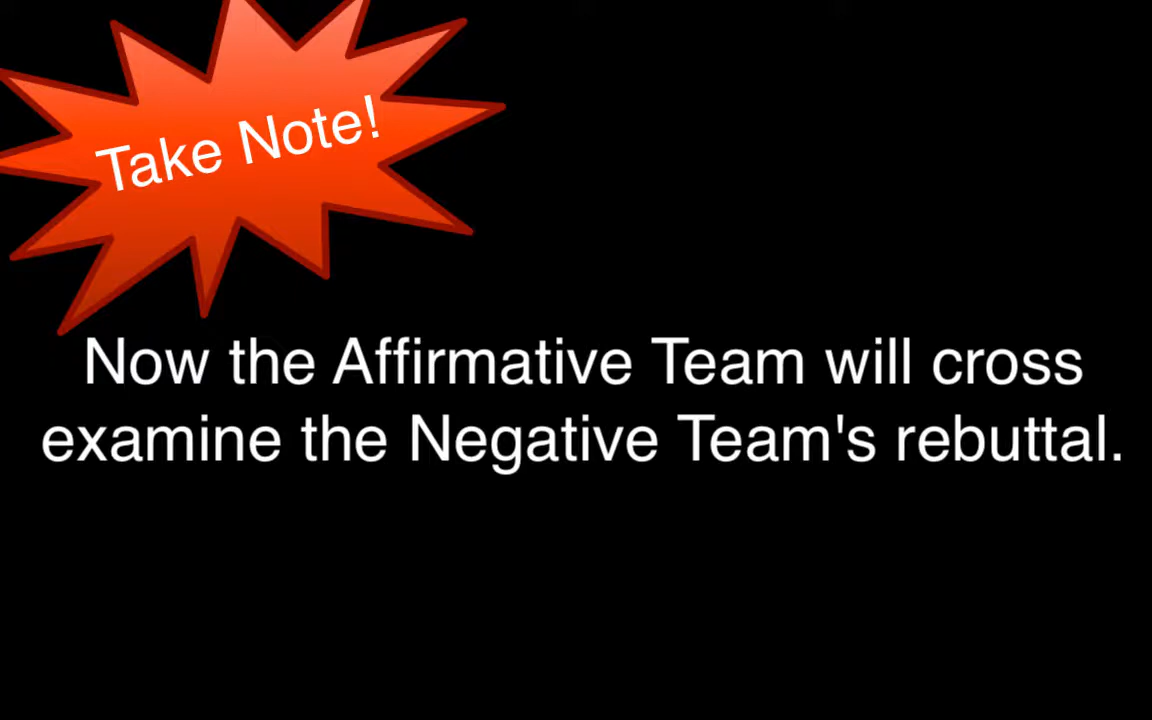 Take Note!
Now the Affirmative Team will cross
examine the Negative Team's rebuttal.